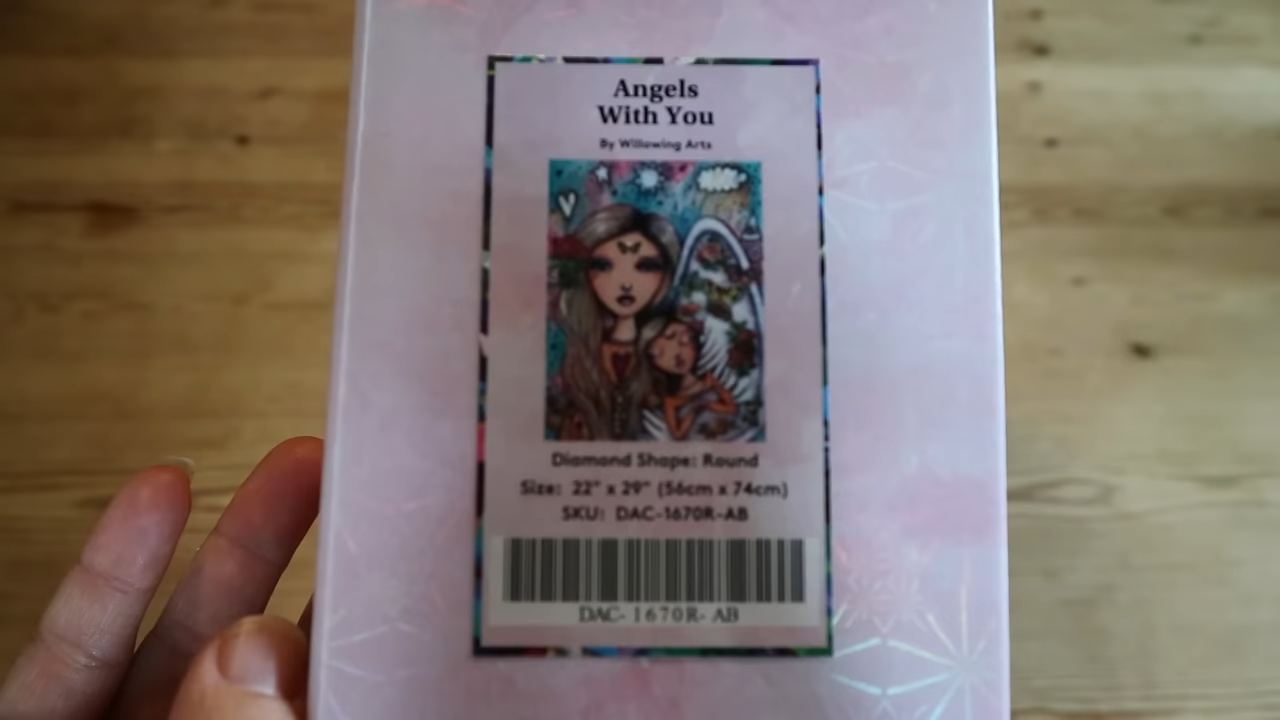 Angels
With You
By Willowing Arts
Diamond Shape: Round
Size: 22" x 29" (56cm x 74cm)
SKU: DAC-1670R-AB
DAC- 1670R- AB